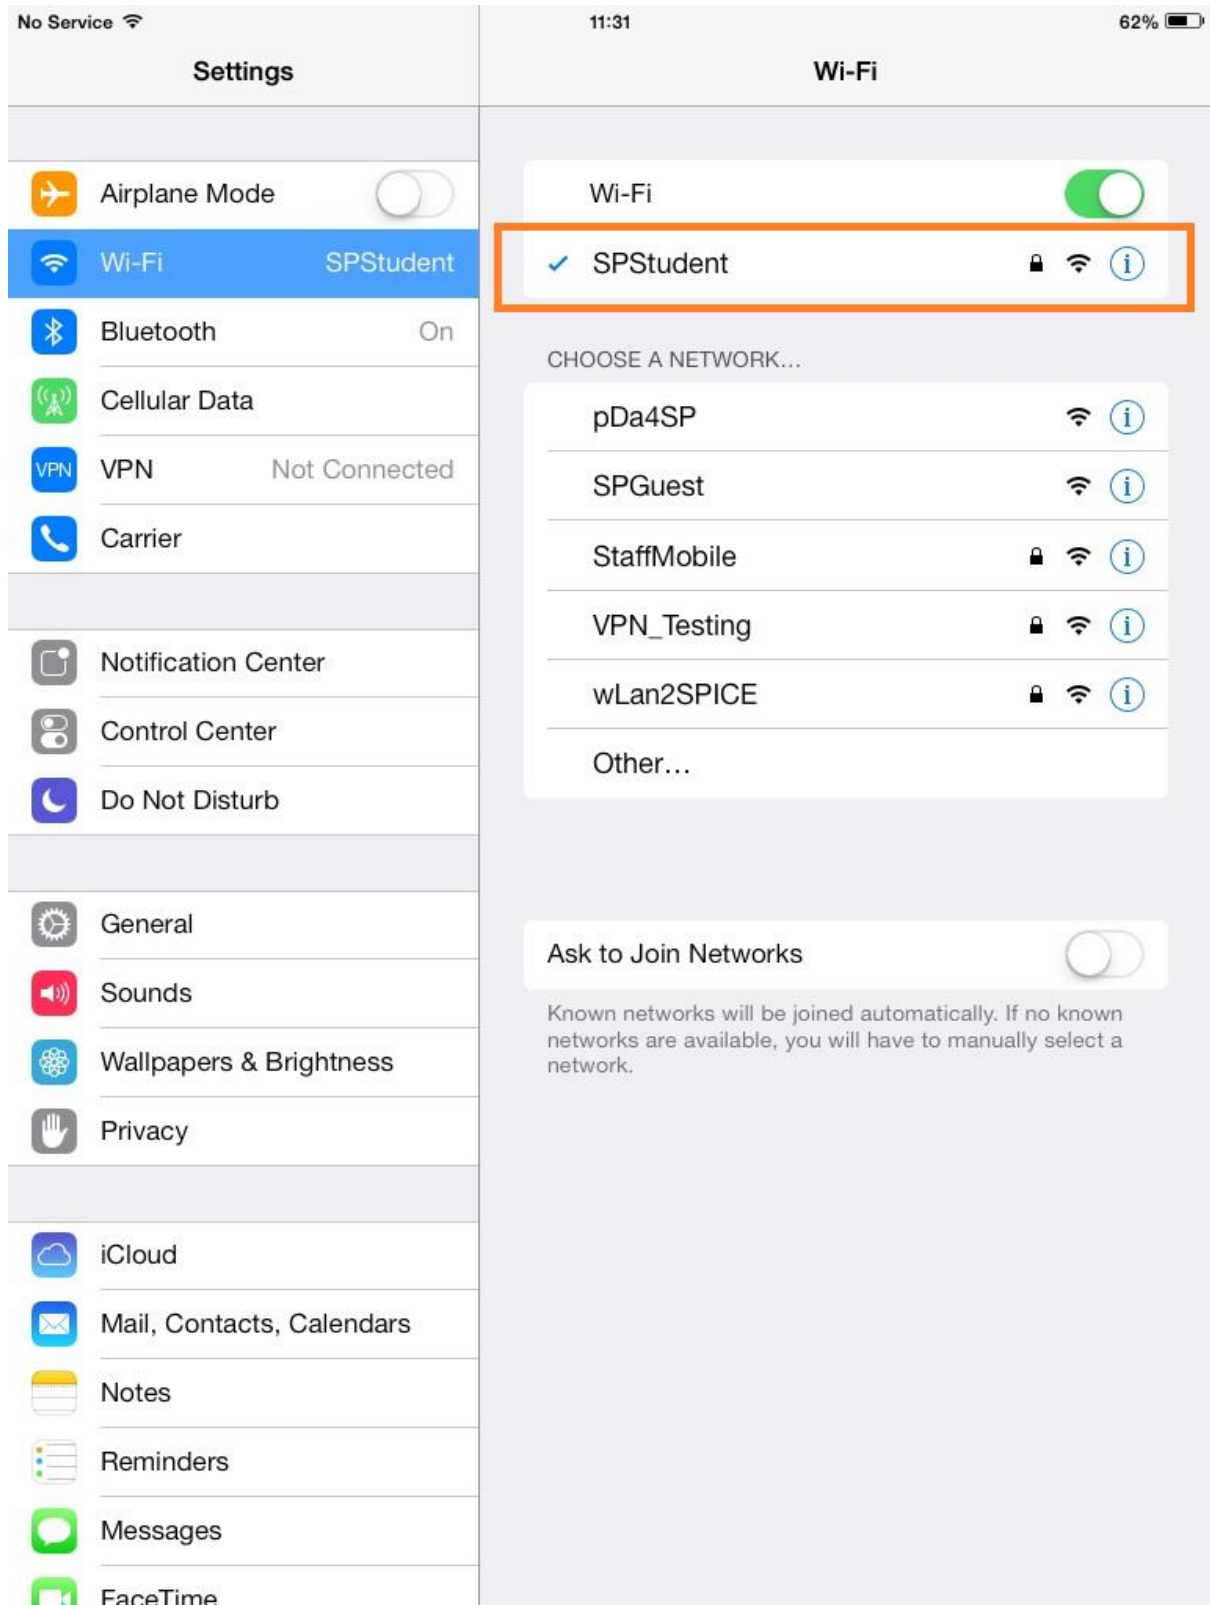 No Service
11:31
62%
Settings
Wi-Fi
Airplane Mode
Wi-Fi SPStudent
Bluetooth On
Cellular Data
VPN VPN Not Connected
Carrier
Notification Center
Control Center
Do Not Disturb
General
Sounds
Wallpapers & Brightness
Privacy
iCloud
Mail, Contacts, Calendars
Notes
Reminders
Messages
FaceTime
Wi-Fi
SPStudent
CHOOSE A NETWORK...
pDa4SP
SPGuest
StaffMobile
VPN_Testing
wLan2SPICE
Other...
Ask to Join Networks
Known networks will be joined automatically. If no known
networks are available, you will have to manually select a
network.